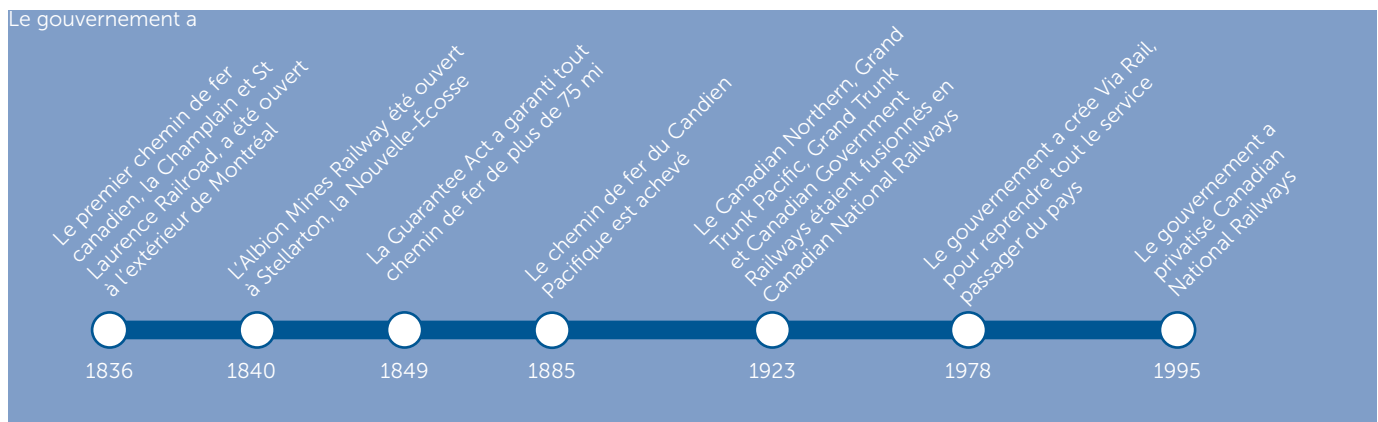 Le gouvernement a
Le premier chemin de fer
canadien, la Champlain et St
Laurence Railroad, a été ouvert
à l'extérieur de Montréal
L'Albion Mines Railway été ouvert
à Stellarton, la Nouvelle-Écosse
La Guarantee Act a garanti tout
chemin de fer de plus de 75 mi
Le chemin de fer du Candien
Pacifique est achevé
Le Canadian Northern, Grand
Trunk Pacific, Grand Trunk
et Canadian Government
Railways étaient fusionnés en
Canadian National Railways
Le gouvernement a crée Via Rail,
pour reprendre tout le service
passager du pays
Le gouvernement a
privatisé Canadian
National Railways
1836
1840
1849
1885
1923
1978
1995